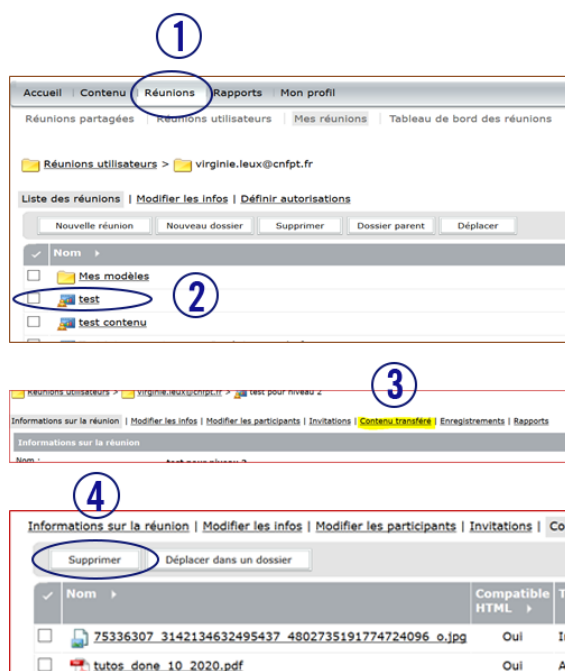 1
Accueil | Contenu | Réunions | Rapports | Mon profil
Réunions partagées | Réunions utilisateurs | Mes réunions | Tableau de bord des réunions
Réunions utilisateurs > virginie.leux@cnfpt.fr
Liste des réunions | Modifier les infos | Définir autorisations
Nouvelle réunion Nouveau dossier Supprimer Dossier parent Déplacer
Nom
Mes modèles
2
test
test contenu
3
Réunions utilisateurs > virginie.leux@cnfpt.fr > test pour niveau 2
Informations sur la réunion | Modifier les infos | Modifier les participants | Invitations | Contenu transféré | Enregistrements | Rapports
Informations sur la réunion
Nom : test pour niveau 2
4
Informations sur la réunion | Modifier les infos | Modifier les participants | Invitations | Co
Supprimer Déplacer dans un dossier
Nom Compatible HTML T
75336307_3142134632495437_4802735191774724096_o.jpg Oui I
tutos_done_10_2020.pdf Oui A